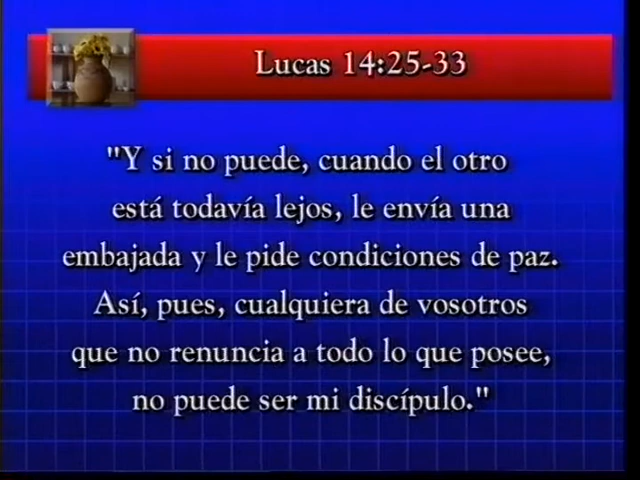 Lucas 14:25-33
"Y si no puede, cuando el otro
está todavía lejos, le envía una
embajada y le pide condiciones de paz.
Así, pues, cualquiera de vosotros
que no renuncia a todo lo que posee,
no puede ser mi discípulo."